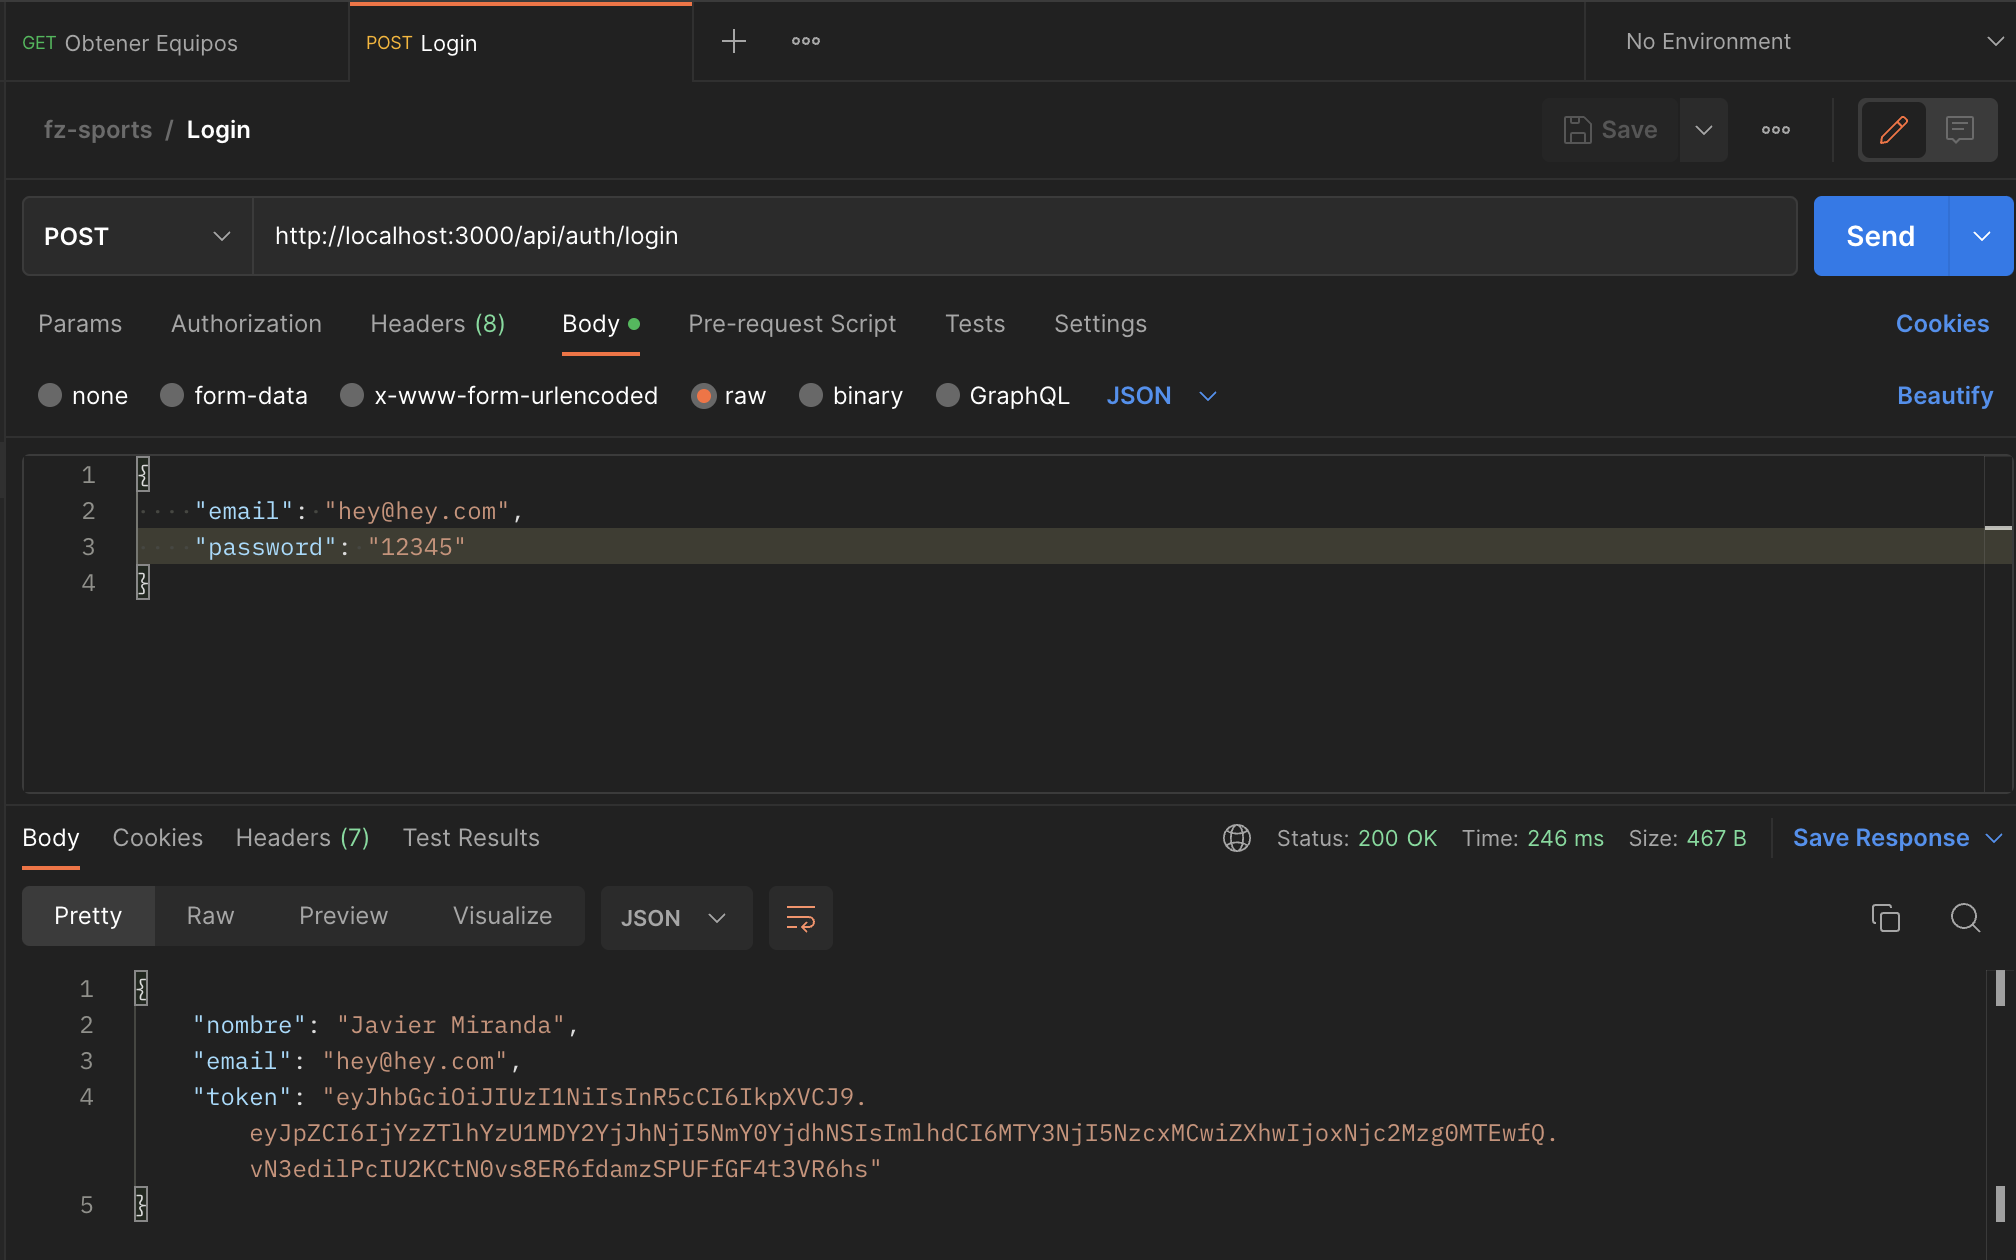 GET Obtener Equipos
POST Login
No Environment
fz-sports / Login
Save
POST
http://localhost:3000/api/auth/login
Send
Params
Authorization
Headers (8)
Body
Pre-request Script
Tests
Settings
Cookies
none
form-data
x-www-form-urlencoded
raw
binary
GraphQL
JSON
Beautify
1 {
2 "email": "hey@hey.com",
3 "password": "12345"
4 }
Body
Cookies
Headers (7)
Test Results
Status: 200 OK
Time: 246 ms
Size: 467 B
Save Response
Pretty
Raw
Preview
Visualize
JSON
1 {
2 "nombre": "Javier Miranda",
3 "email": "hey@hey.com",
4 "token": "eyJhbGciOiJIUzI1NiIsInR5cCI6IkpXVCJ9.
eyJpZCI6IjYzZTlhYzU1MDY2YjJhNjI5NmY0YjdhNSIsImlhdCI6MTY3NjI5NzcxMCwiZXhwIjoxNjc2Mzg0MTEwfQ.
vN3edilPcIU2KCtN0vs8ER6fdamzSPUFfGF4t3VR6hs"
5 }